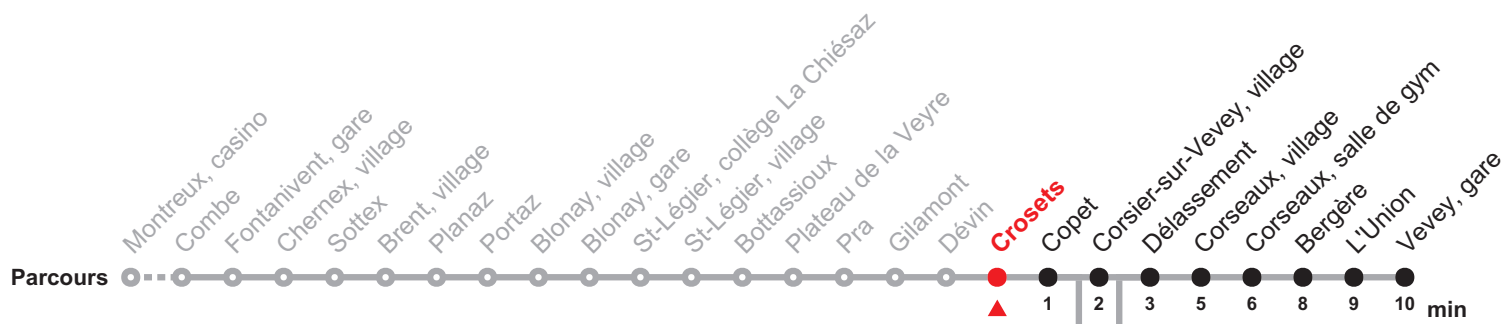 Montreux, casino
Combe
Fontanivent, gare
Chernex, village
Sottex
Brent, village
Planaz
Portaz
Blonay, village
Blonay, gare
St-Légier, collège La Chiésaz
St-Légier, village
Bottassioux
Plateau de la Veyre
Pra
Gilamont
Dévin
Crosets
Copet
Corsier-sur-Vevey, village
Délassement
Corseaux, village
Corseaux, salle de gym
Bergère
L'Union
Vevey, gare
Parcours
1 2 3 5 6 8 9 10 min